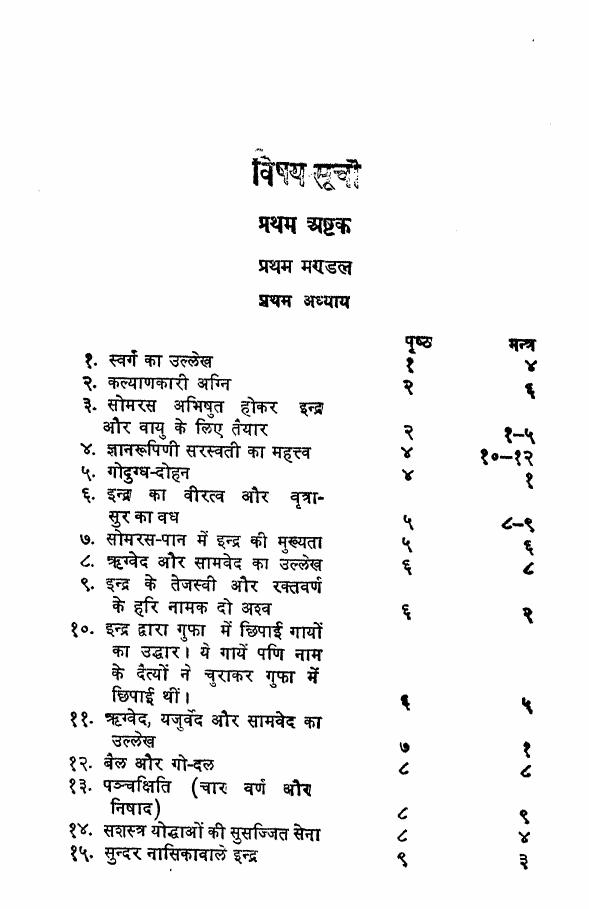 विषय सूची
प्रथम अष्टक
प्रथम मण्डल
प्रथम अध्याय
पृष्ठ मन्त्र
१. स्वर्ग का उल्लेख १ ४
२. कल्याणकारी अग्नि २ ६
३. सोमरस अभिषुत होकर इन्द्र
और वायु के लिए तैयार २ १-५
४. ज्ञानरूपिणी सरस्वती का महत्त्व ४ १०-१२
५. गोदुग्ध-दोहन ४ १
६. इन्द्र का वीरत्व और वृत्रा-
सुर का वध ५ ८-९
७. सोमरस-पान में इन्द्र की मुख्यता ५ ६
८. ऋग्वेद और सामवेद का उल्लेख ६ ८
९. इन्द्र के तेजस्वी और रक्तवर्ण
के हरि नामक दो अश्व ६ २
१०. इन्द्र द्वारा गुफा में छिपाई गायों
का उद्धार। ये गायें पणि नाम
के दैत्यों ने चुराकर गुफा में
छिपाई थीं। ६ ५
११. ऋग्वेद, यजुर्वेद और सामवेद का
उल्लेख ७ १
१२. बैल और गो-दल ८ ८
१३. पञ्चक्षिति (चार वर्ण और
निषाद) ८ ९
१४. सशस्त्र योद्धाओं की सुसज्जित सेना ८ ४
१५. सुन्दर नासिकावाले इन्द्र ९ ३